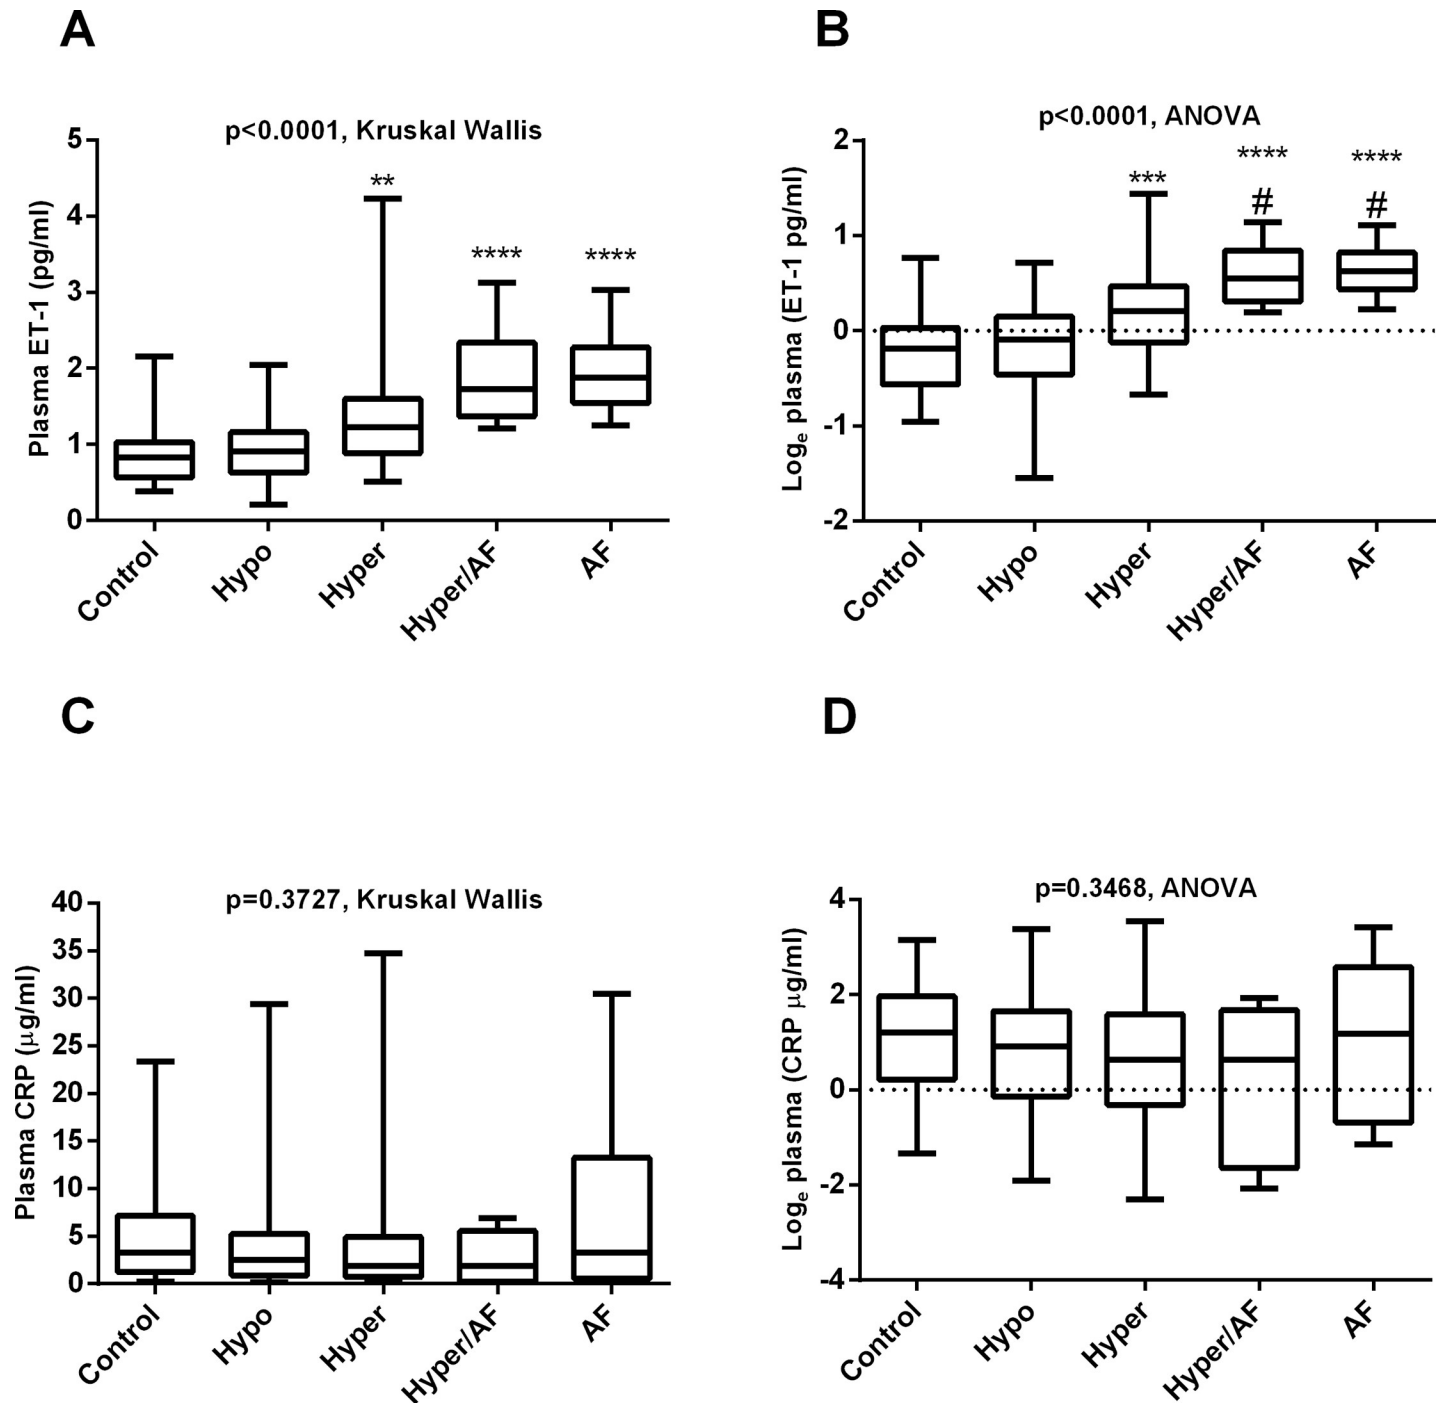 A
p<0.0001, Kruskal Wallis
Plasma ET-1 (pg/ml)
5
4
3
2
1
0
**
****
****
Control
Hypo
Hyper
Hyper/AF
AF
B
p<0.0001, ANOVA
Logₑ plasma (ET-1 pg/ml)
2
1
0
-1
-2
***
****
#
****
#
Control
Hypo
Hyper
Hyper/AF
AF
C
p=0.3727, Kruskal Wallis
Plasma CRP (µg/ml)
40
35
30
25
20
15
10
5
0
Control
Hypo
Hyper
Hyper/AF
AF
D
p=0.3468, ANOVA
Logₑ plasma (CRP µg/ml)
4
2
0
-2
-4
Control
Hypo
Hyper
Hyper/AF
AF